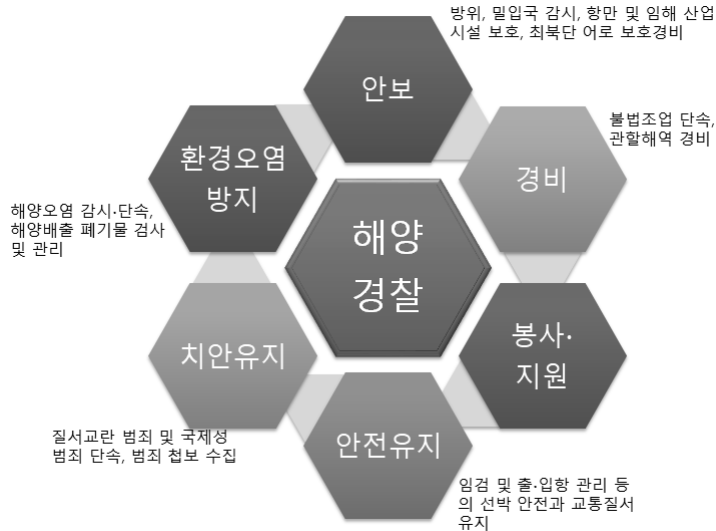 방위, 밀입국 감시, 항만 및 임해 산업
시설 보호, 최북단 어로 보호경비
안보
불법조업 단속,
관할해역 경비
경비
환경오염
방지
해양오염 감시·단속,
해양배출 폐기물 검사
및 관리
해양
경찰
봉사·
지원
치안유지
질서교란 범죄 및 국제성
범죄 단속, 범죄 첩보 수집
안전유지
임검 및 출·입항 관리 등
의 선박 안전과 교통질서
유지